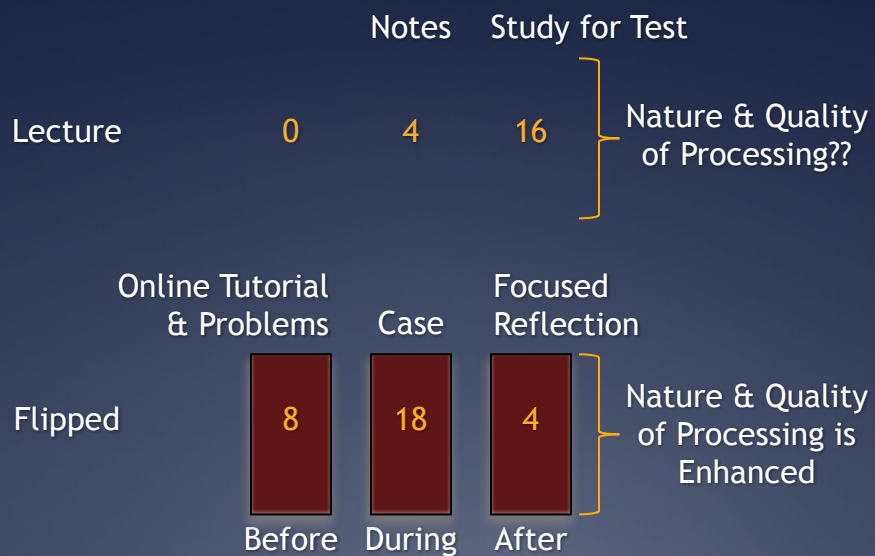 Notes Study for Test
Lecture 0 4 16
Nature & Quality
of Processing??
Online Tutorial
& Problems
Case
Focused
Reflection
Flipped 8 18 4
Nature & Quality
of Processing is
Enhanced
Before During After